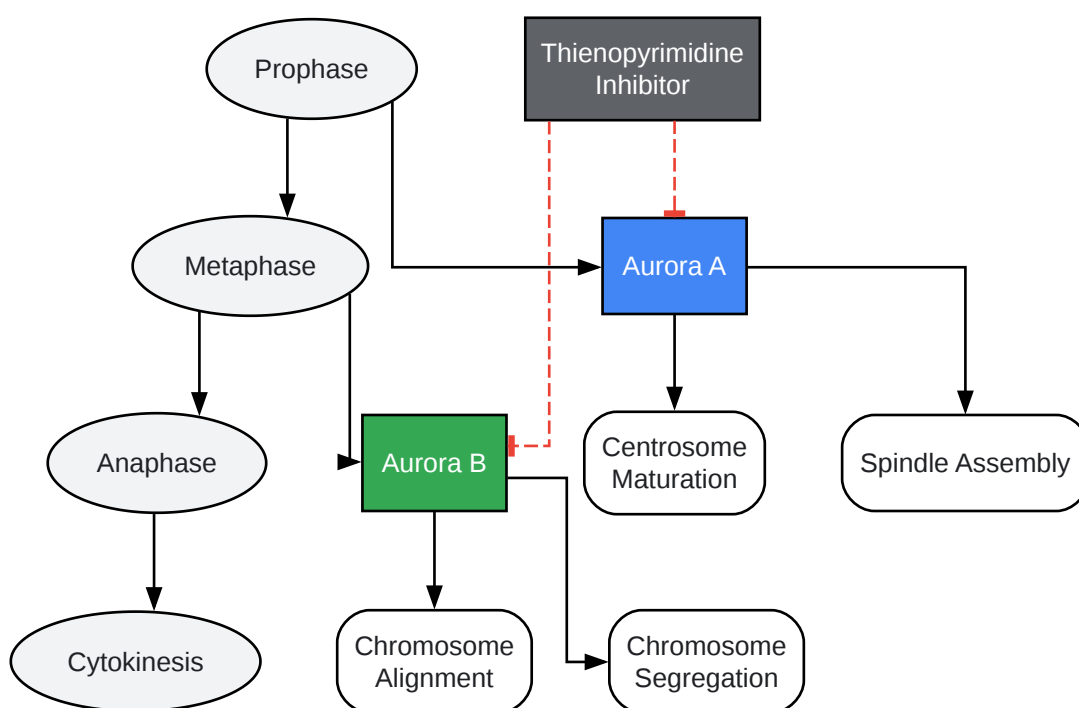 Prophase
Thienopyrimidine
Inhibitor
Metaphase
Aurora A
Anaphase
Aurora B
Centrosome
Maturation
Spindle Assembly
Cytokinesis
Chromosome
Alignment
Chromosome
Segregation